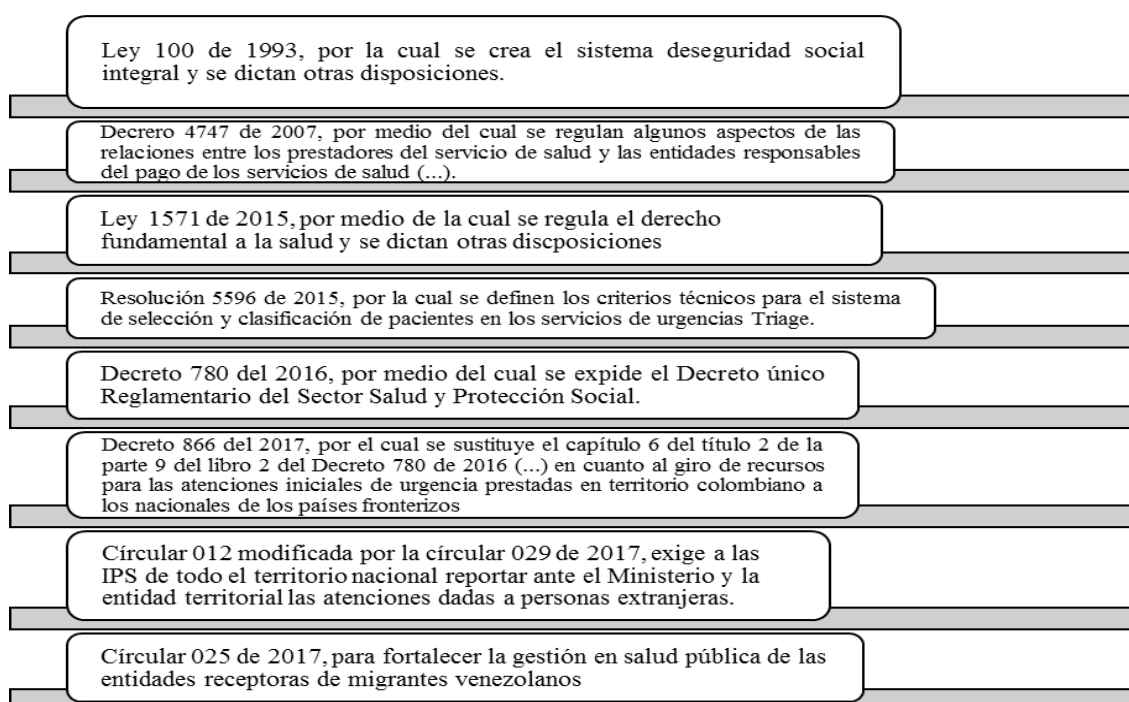 Ley 100 de 1993, por la cual se crea el sistema deseguridad social
integral y se dictan otras disposiciones.
Decrero 4747 de 2007, por medio del cual se regulan algunos aspectos de las
relaciones entre los prestadores del servicio de salud y las entidades responsables
del pago de los servicios de salud (...).
Ley 1571 de 2015, por medio de la cual se regula el derecho
fundamental a la salud y se dictan otras discposiciones
Resolución 5596 de 2015, por la cual se definen los criterios técnicos para el sistema
de selección y clasificación de pacientes en los servicios de urgencias Triage.
Decreto 780 del 2016, por medio del cual se expide el Decreto único
Reglamentario del Sector Salud y Protección Social.
Decreto 866 del 2017, por el cual se sustituye el capítulo 6 del título 2 de la
parte 9 del libro 2 del Decreto 780 de 2016 (...) en cuanto al giro de recursos
para las atenciones iniciales de urgencia prestadas en territorio colombiano a
los nacionales de los países fronterizos
Círcular 012 modificada por la círcular 029 de 2017, exige a las
IPS de todo el territorio nacional reportar ante el Ministerio y la
entidad territorial las atenciones dadas a personas extranjeras.
Círcular 025 de 2017, para fortalecer la gestión en salud pública de las
entidades receptoras de migrantes venezolanos